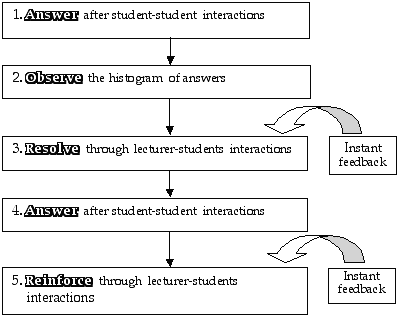 1. Answer after student-student interactions
2. Observe the histogram of answers
3. Resolve through lecturer-students interactions
Instant
feedback
4. Answer after student-student interactions
5. Reinforce through lecturer-students
interactions
Instant
feedback